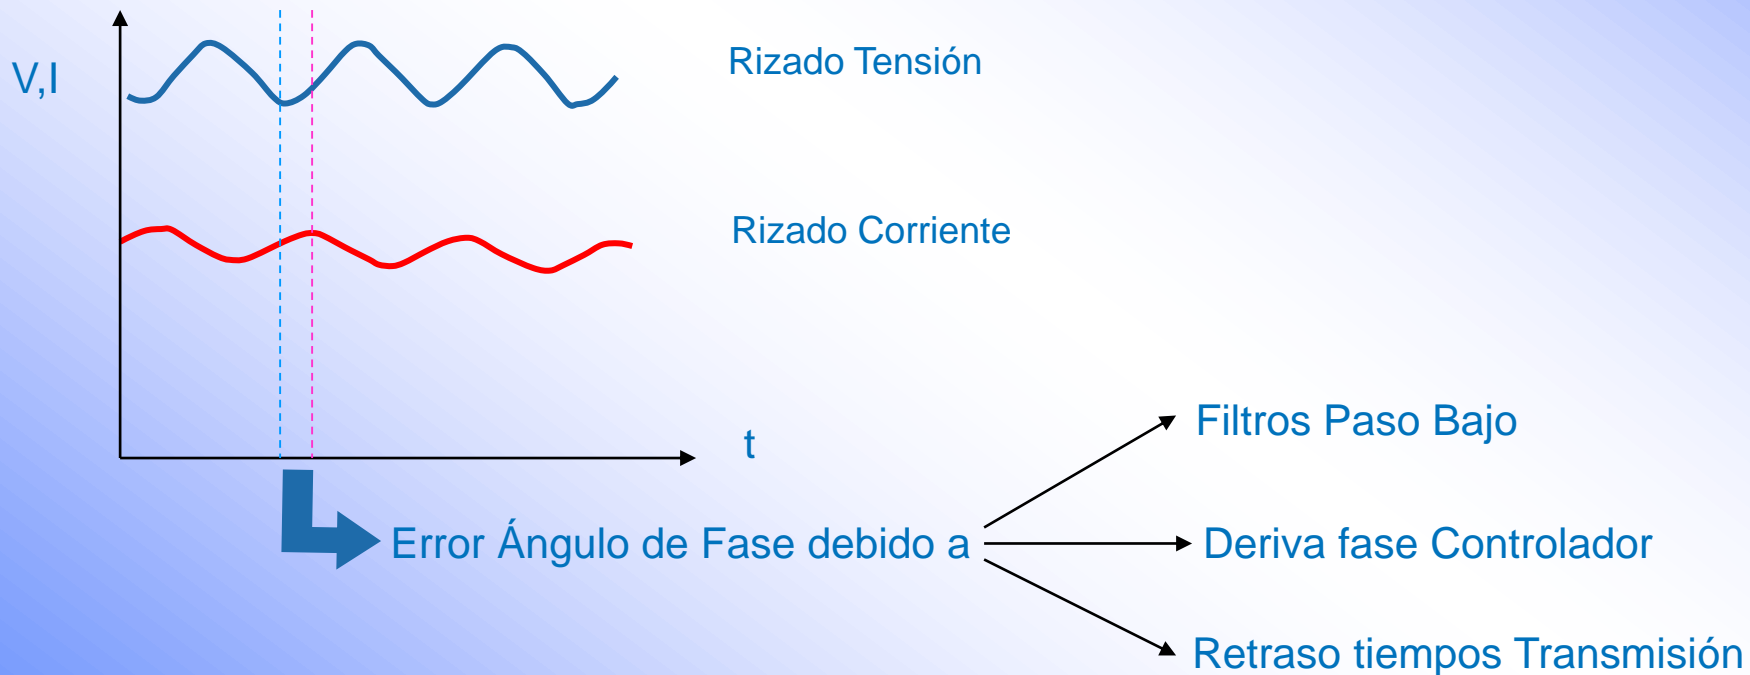 V,I
Rizado Tensión
Rizado Corriente
t
Error Ángulo de Fase debido a
Filtros Paso Bajo
Deriva fase Controlador
Retraso tiempos Transmisión